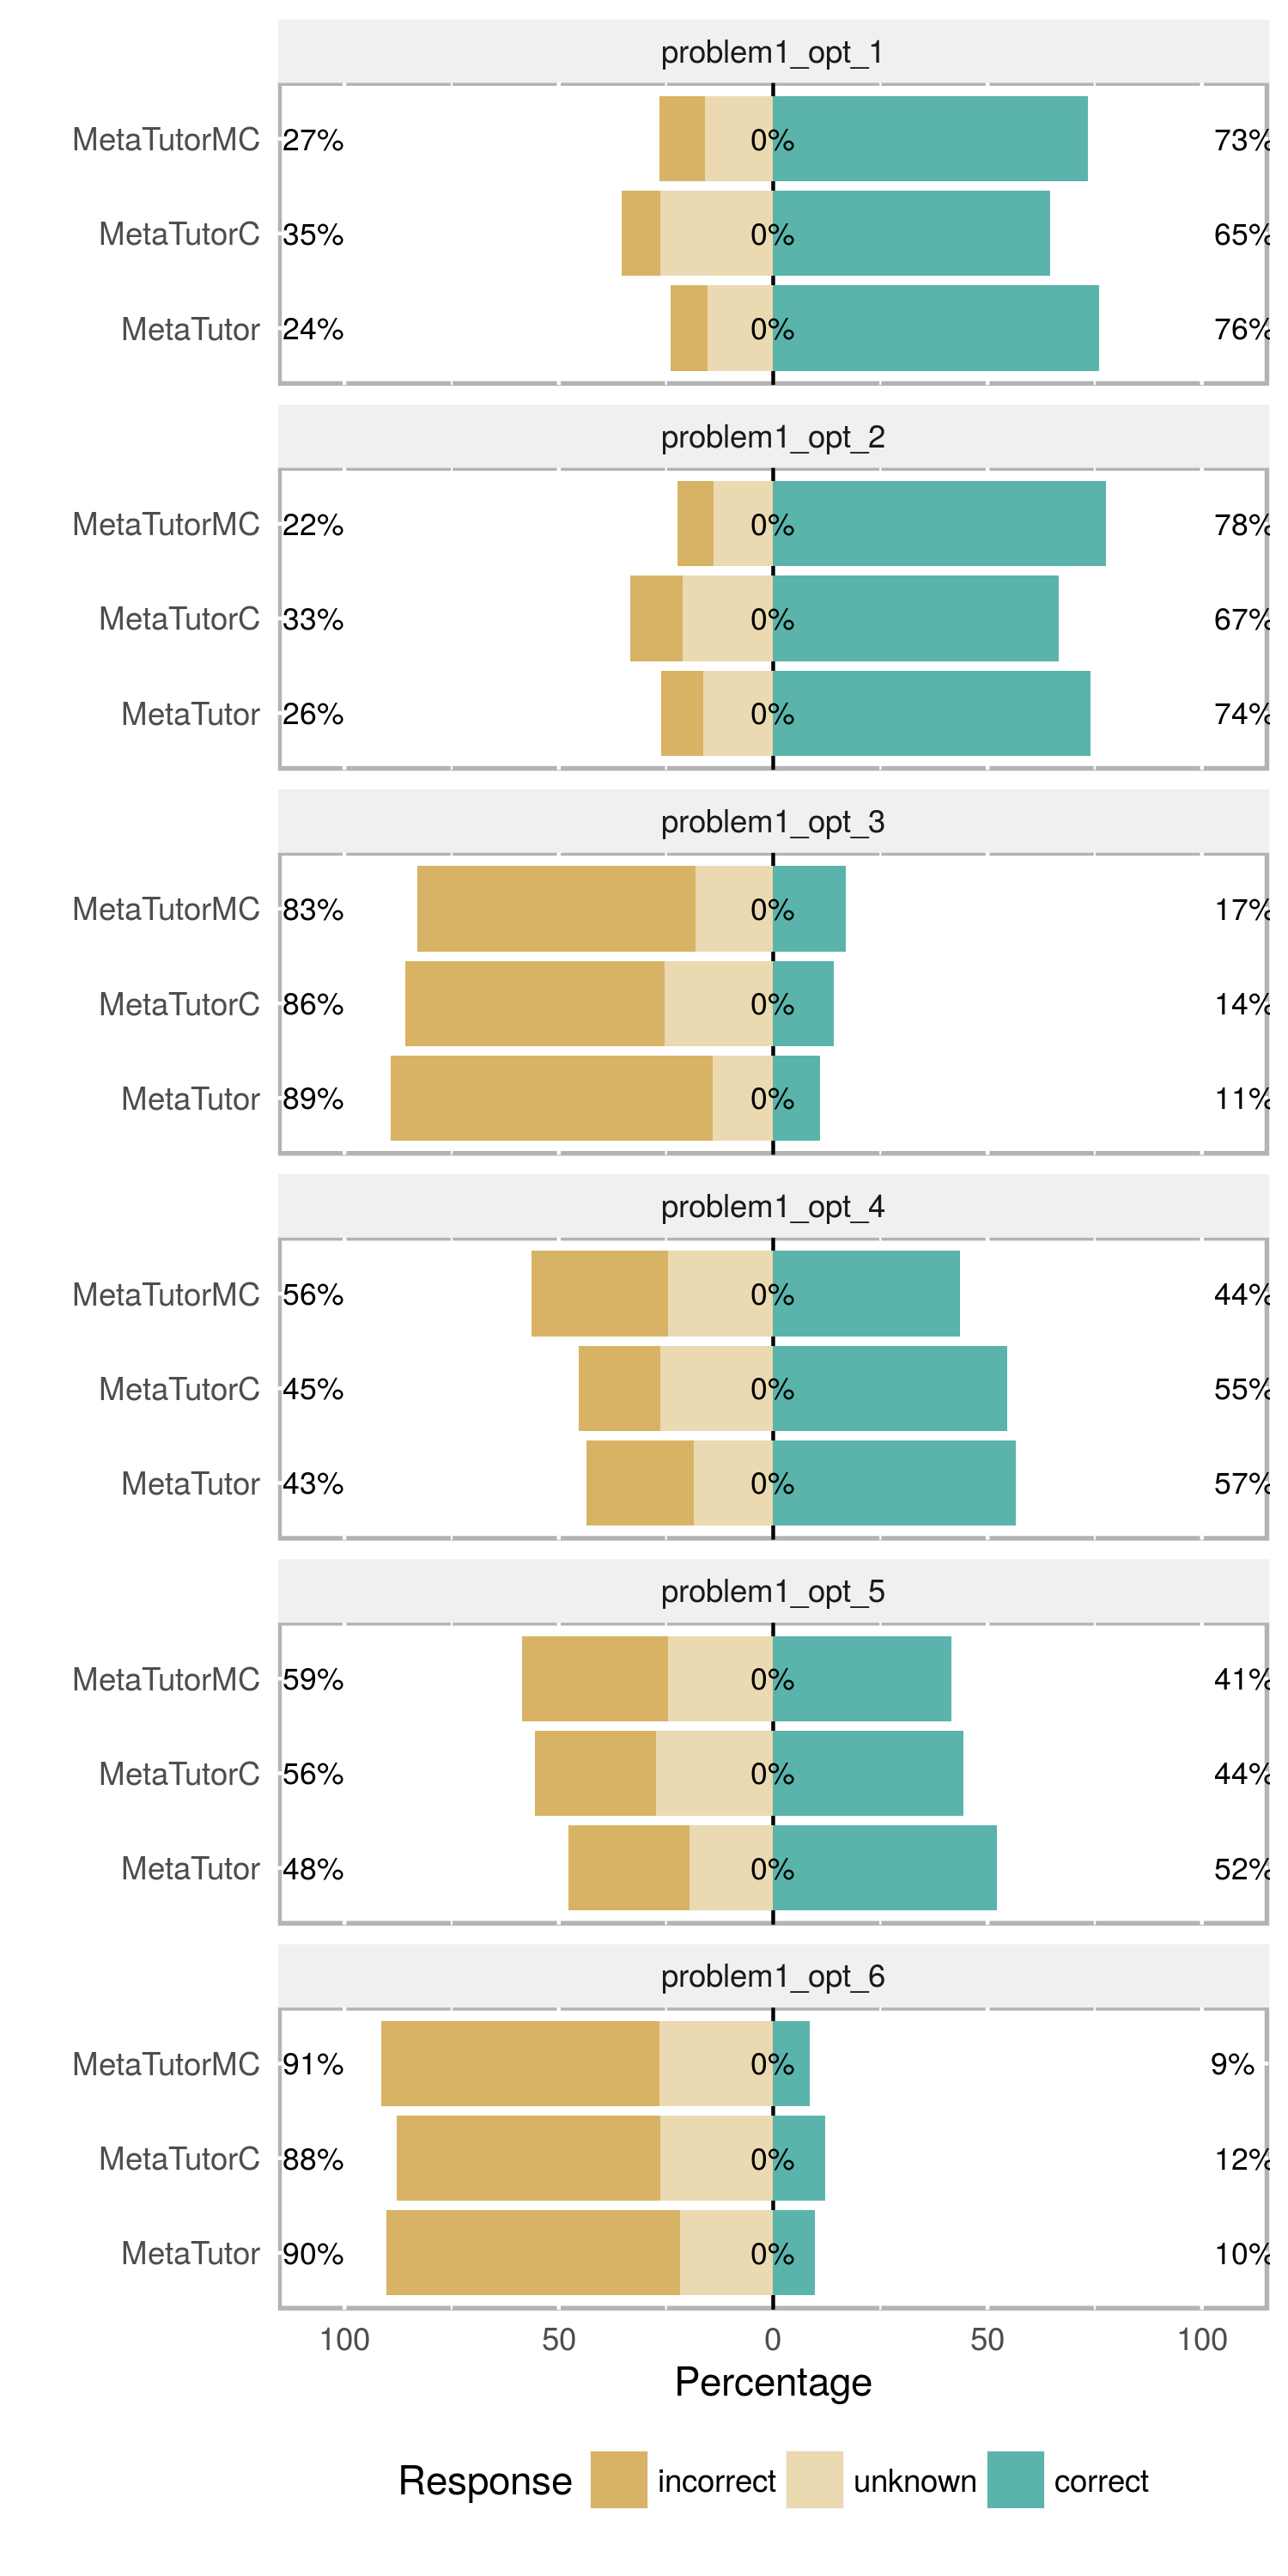 problem1_opt_1
MetaTutorMC 27% 0% 73%
MetaTutorC 35% 0% 65%
MetaTutor 24% 0% 76%
problem1_opt_2
MetaTutorMC 22% 0% 78%
MetaTutorC 33% 0% 67%
MetaTutor 26% 0% 74%
problem1_opt_3
MetaTutorMC 83% 0% 17%
MetaTutorC 86% 0% 14%
MetaTutor 89% 0% 11%
problem1_opt_4
MetaTutorMC 56% 0% 44%
MetaTutorC 45% 0% 55%
MetaTutor 43% 0% 57%
problem1_opt_5
MetaTutorMC 59% 0% 41%
MetaTutorC 56% 0% 44%
MetaTutor 48% 0% 52%
problem1_opt_6
MetaTutorMC 91% 0% 9%
MetaTutorC 88% 0% 12%
MetaTutor 90% 0% 10%
100 50 0 50 100
Percentage
Response incorrect unknown correct